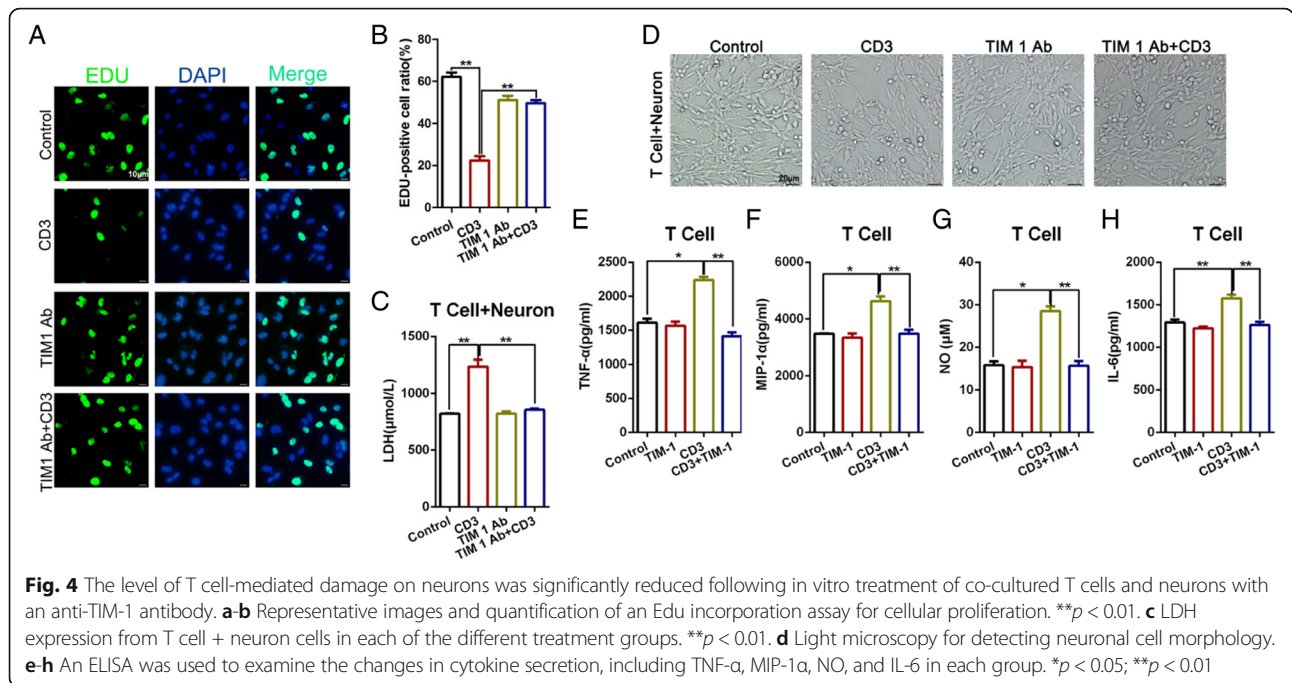 A
EDU DAPI Merge
Control
10μm
CD3
TIM1 Ab
TIM1 Ab+CD3
B
EDU-positive cell ratio(%)
80
60
40
20
0
** **
Control
CD3
TIM 1 Ab
TIM 1 Ab+CD3
C
T Cell+Neuron
LDH(μmol/L)
1500
1000
500
0
** **
Control
CD3
TIM 1 Ab
TIM 1 Ab+CD3
D
Control CD3 TIM 1 Ab TIM 1 Ab+CD3
T Cell+Neuron
20μm
E
T Cell
TNF-α(pg/ml)
2500
2000
1500
1000
500
0
* **
Control
TIM-1
CD3
CD3+TIM-1
F
T Cell
MIP-1α(pg/ml)
6000
4000
2000
0
* **
Control
TIM-1
CD3
CD3+TIM-1
G
T Cell
NO (μM)
40
30
20
10
0
* **
Control
TIM-1
CD3
CD3+TIM-1
H
T Cell
IL-6(pg/ml)
2000
1500
1000
500
0
** **
Control
TIM-1
CD3
CD3+TIM-1
Fig. 4 The level of T cell-mediated damage on neurons was significantly reduced following in vitro treatment of co-cultured T cells and neurons with
an anti-TIM-1 antibody. a-b Representative images and quantification of an Edu incorporation assay for cellular proliferation. **p < 0.01. c LDH
expression from T cell + neuron cells in each of the different treatment groups. **p < 0.01. d Light microscopy for detecting neuronal cell morphology.
e-h An ELISA was used to examine the changes in cytokine secretion, including TNF-α, MIP-1α, NO, and IL-6 in each group. *p < 0.05; **p < 0.01